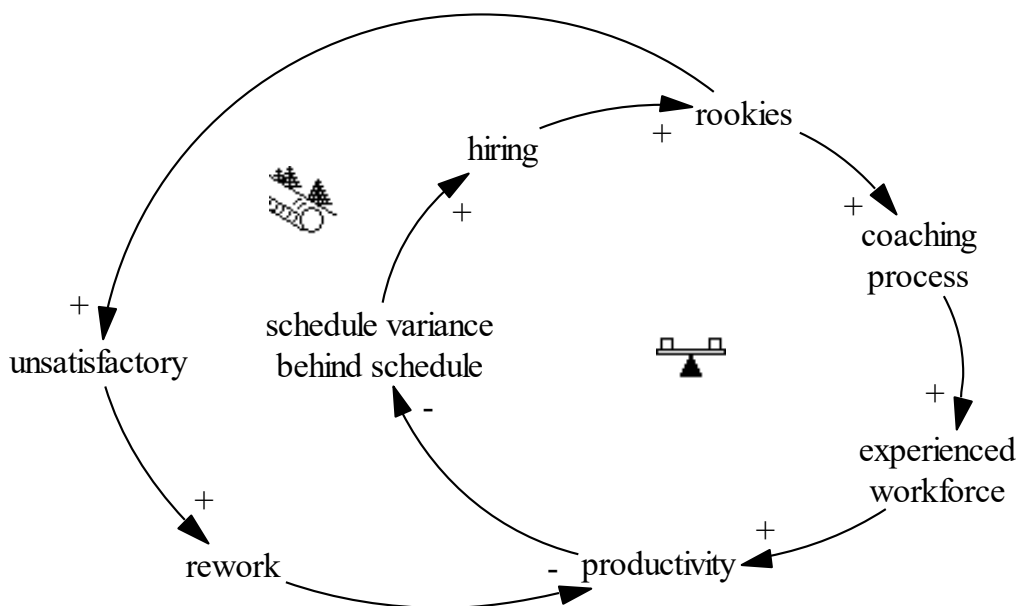 rookies
+
hiring
+
+
coaching
process
+
unsatisfactory
schedule variance
behind schedule
-
+
experienced
workforce
+
+
rework
-
productivity